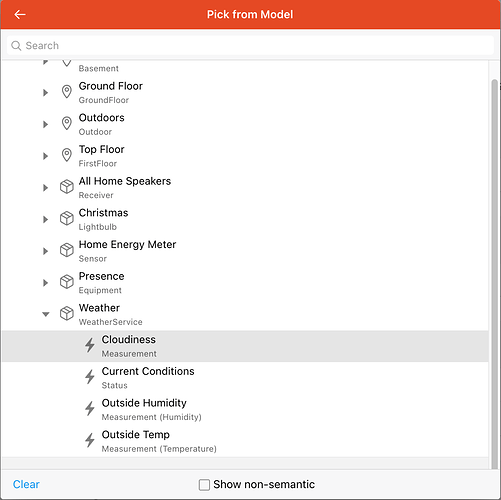 Pick from Model
Search
Basement
Ground Floor
GroundFloor
Outdoors
Outdoor
Top Floor
FirstFloor
All Home Speakers
Receiver
Christmas
Lightbulb
Home Energy Meter
Sensor
Presence
Equipment
Weather
WeatherService
Cloudiness
Measurement
Current Conditions
Status
Outside Humidity
Measurement (Humidity)
Outside Temp
Measurement (Temperature)
Clear
Show non-semantic